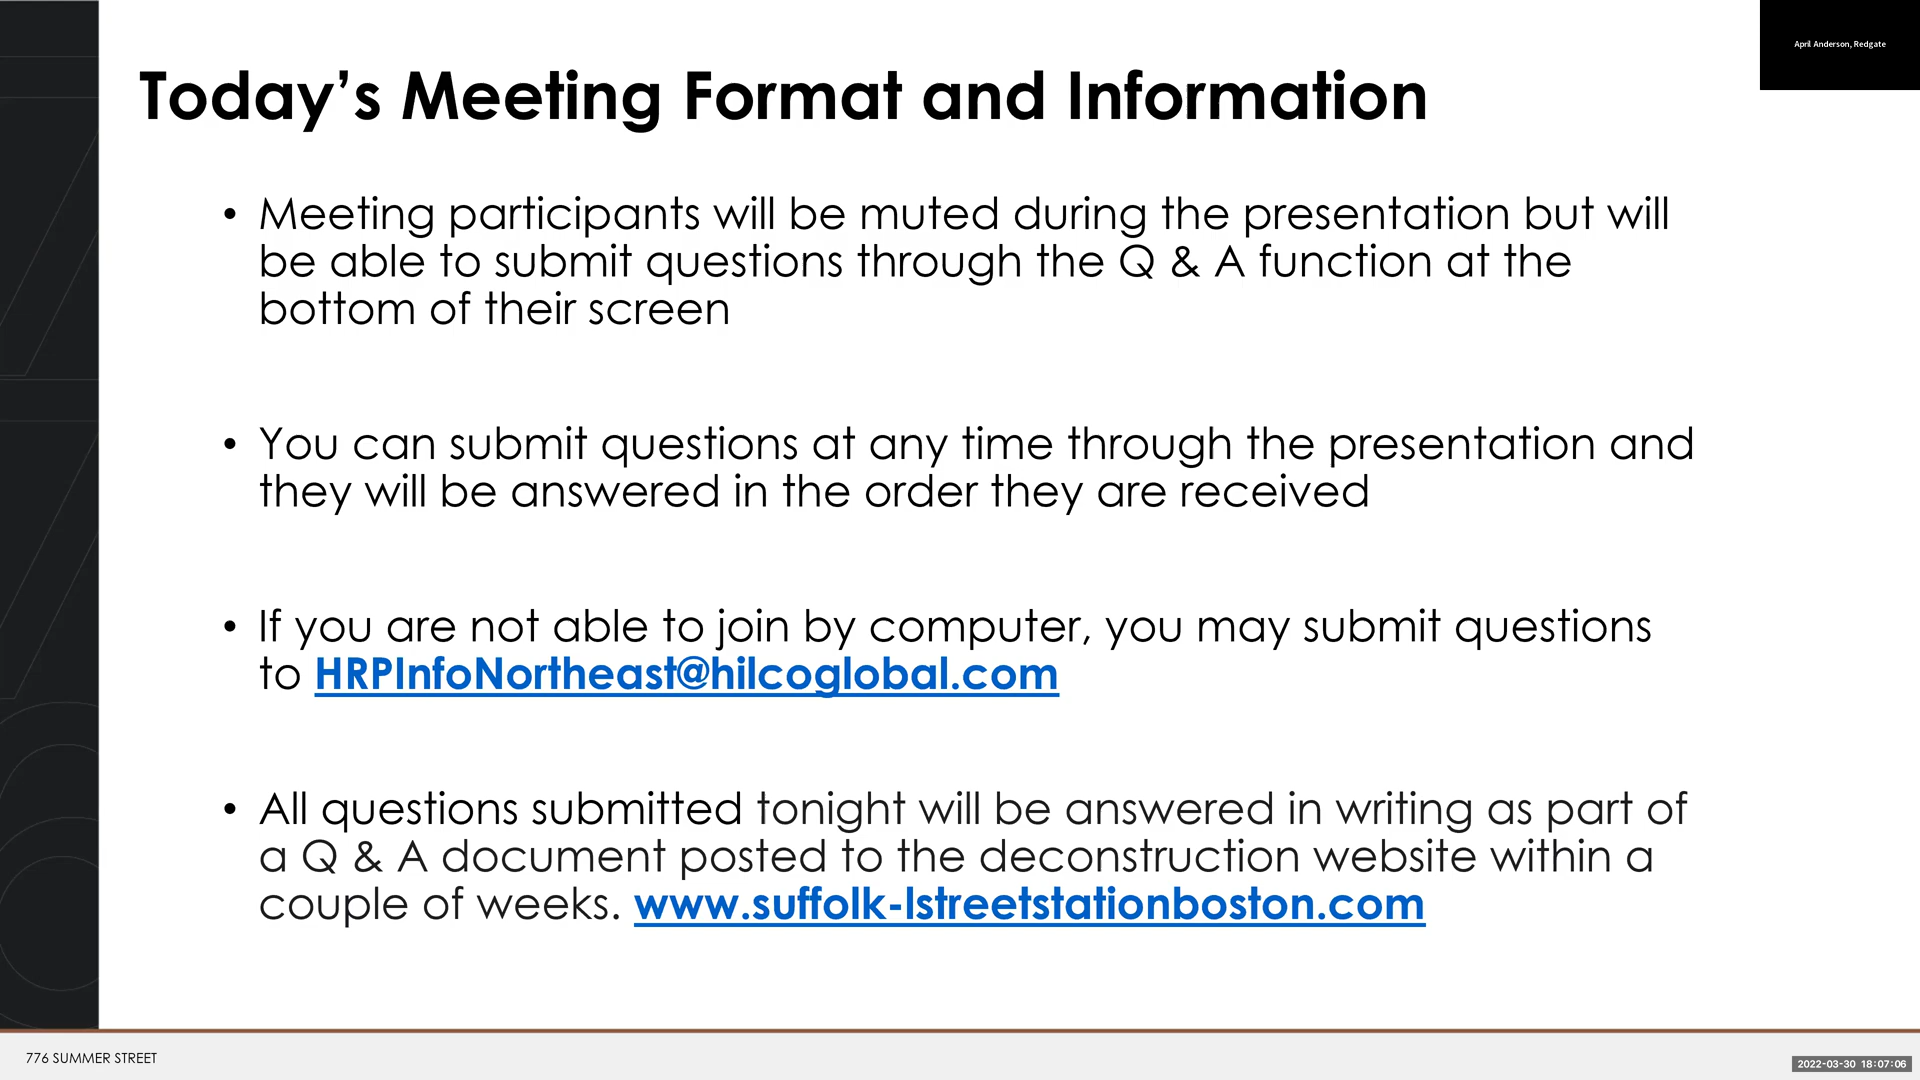 April Anderson, Redgate
Today’s Meeting Format and Information
• Meeting participants will be muted during the presentation but will
be able to submit questions through the Q & A function at the
bottom of their screen
• You can submit questions at any time through the presentation and
they will be answered in the order they are received
• If you are not able to join by computer, you may submit questions
to HRPInfoNortheast@hilcoglobal.com
• All questions submitted tonight will be answered in writing as part of
a Q & A document posted to the deconstruction website within a
couple of weeks. www.suffolk-lstreetstationboston.com
776 SUMMER STREET
2022-03-30 18:07:06